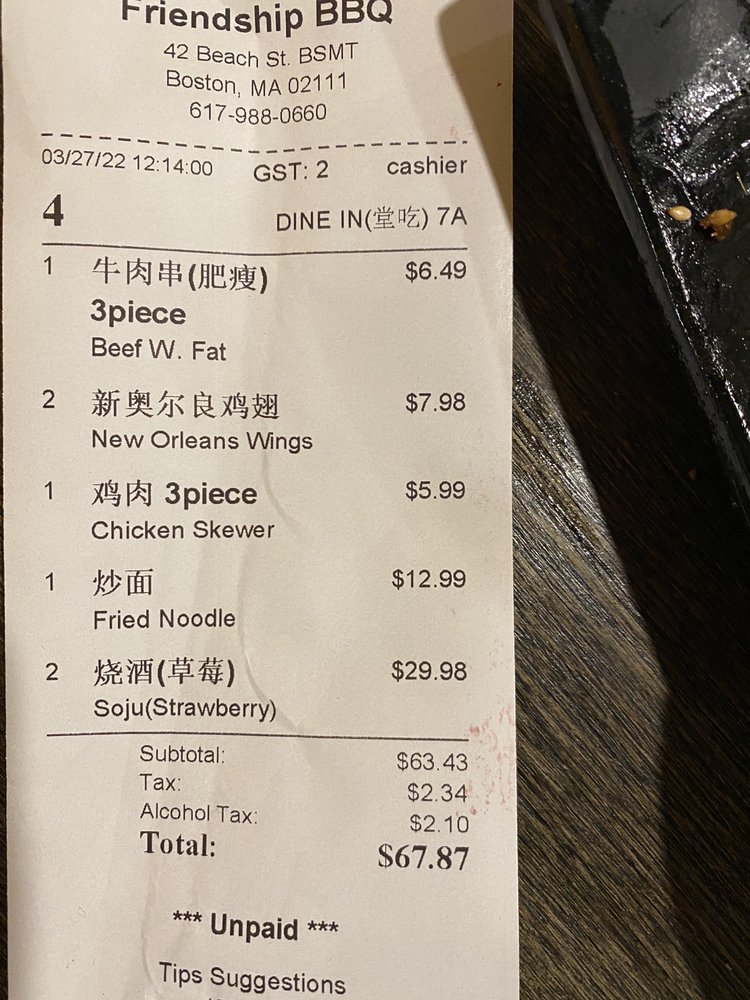 Friendship BBQ
42 Beach St. BSMT
Boston, MA 02111
617-988-0660
03/27/22 12:14:00 GST: 2 cashier
4 DINE IN(堂吃) 7A
1 牛肉串(肥瘦) $6.49
3piece
Beef W. Fat
2 新奥尔良鸡翅 $7.98
New Orleans Wings
1 鸡肉 3piece $5.99
Chicken Skewer
1 炒面 $12.99
Fried Noodle
2 烧酒(草莓) $29.98
Soju(Strawberry)
Subtotal: $63.43
Tax: $2.34
Alcohol Tax: $2.10
Total: $67.87
*** Unpaid ***
Tips Suggestions